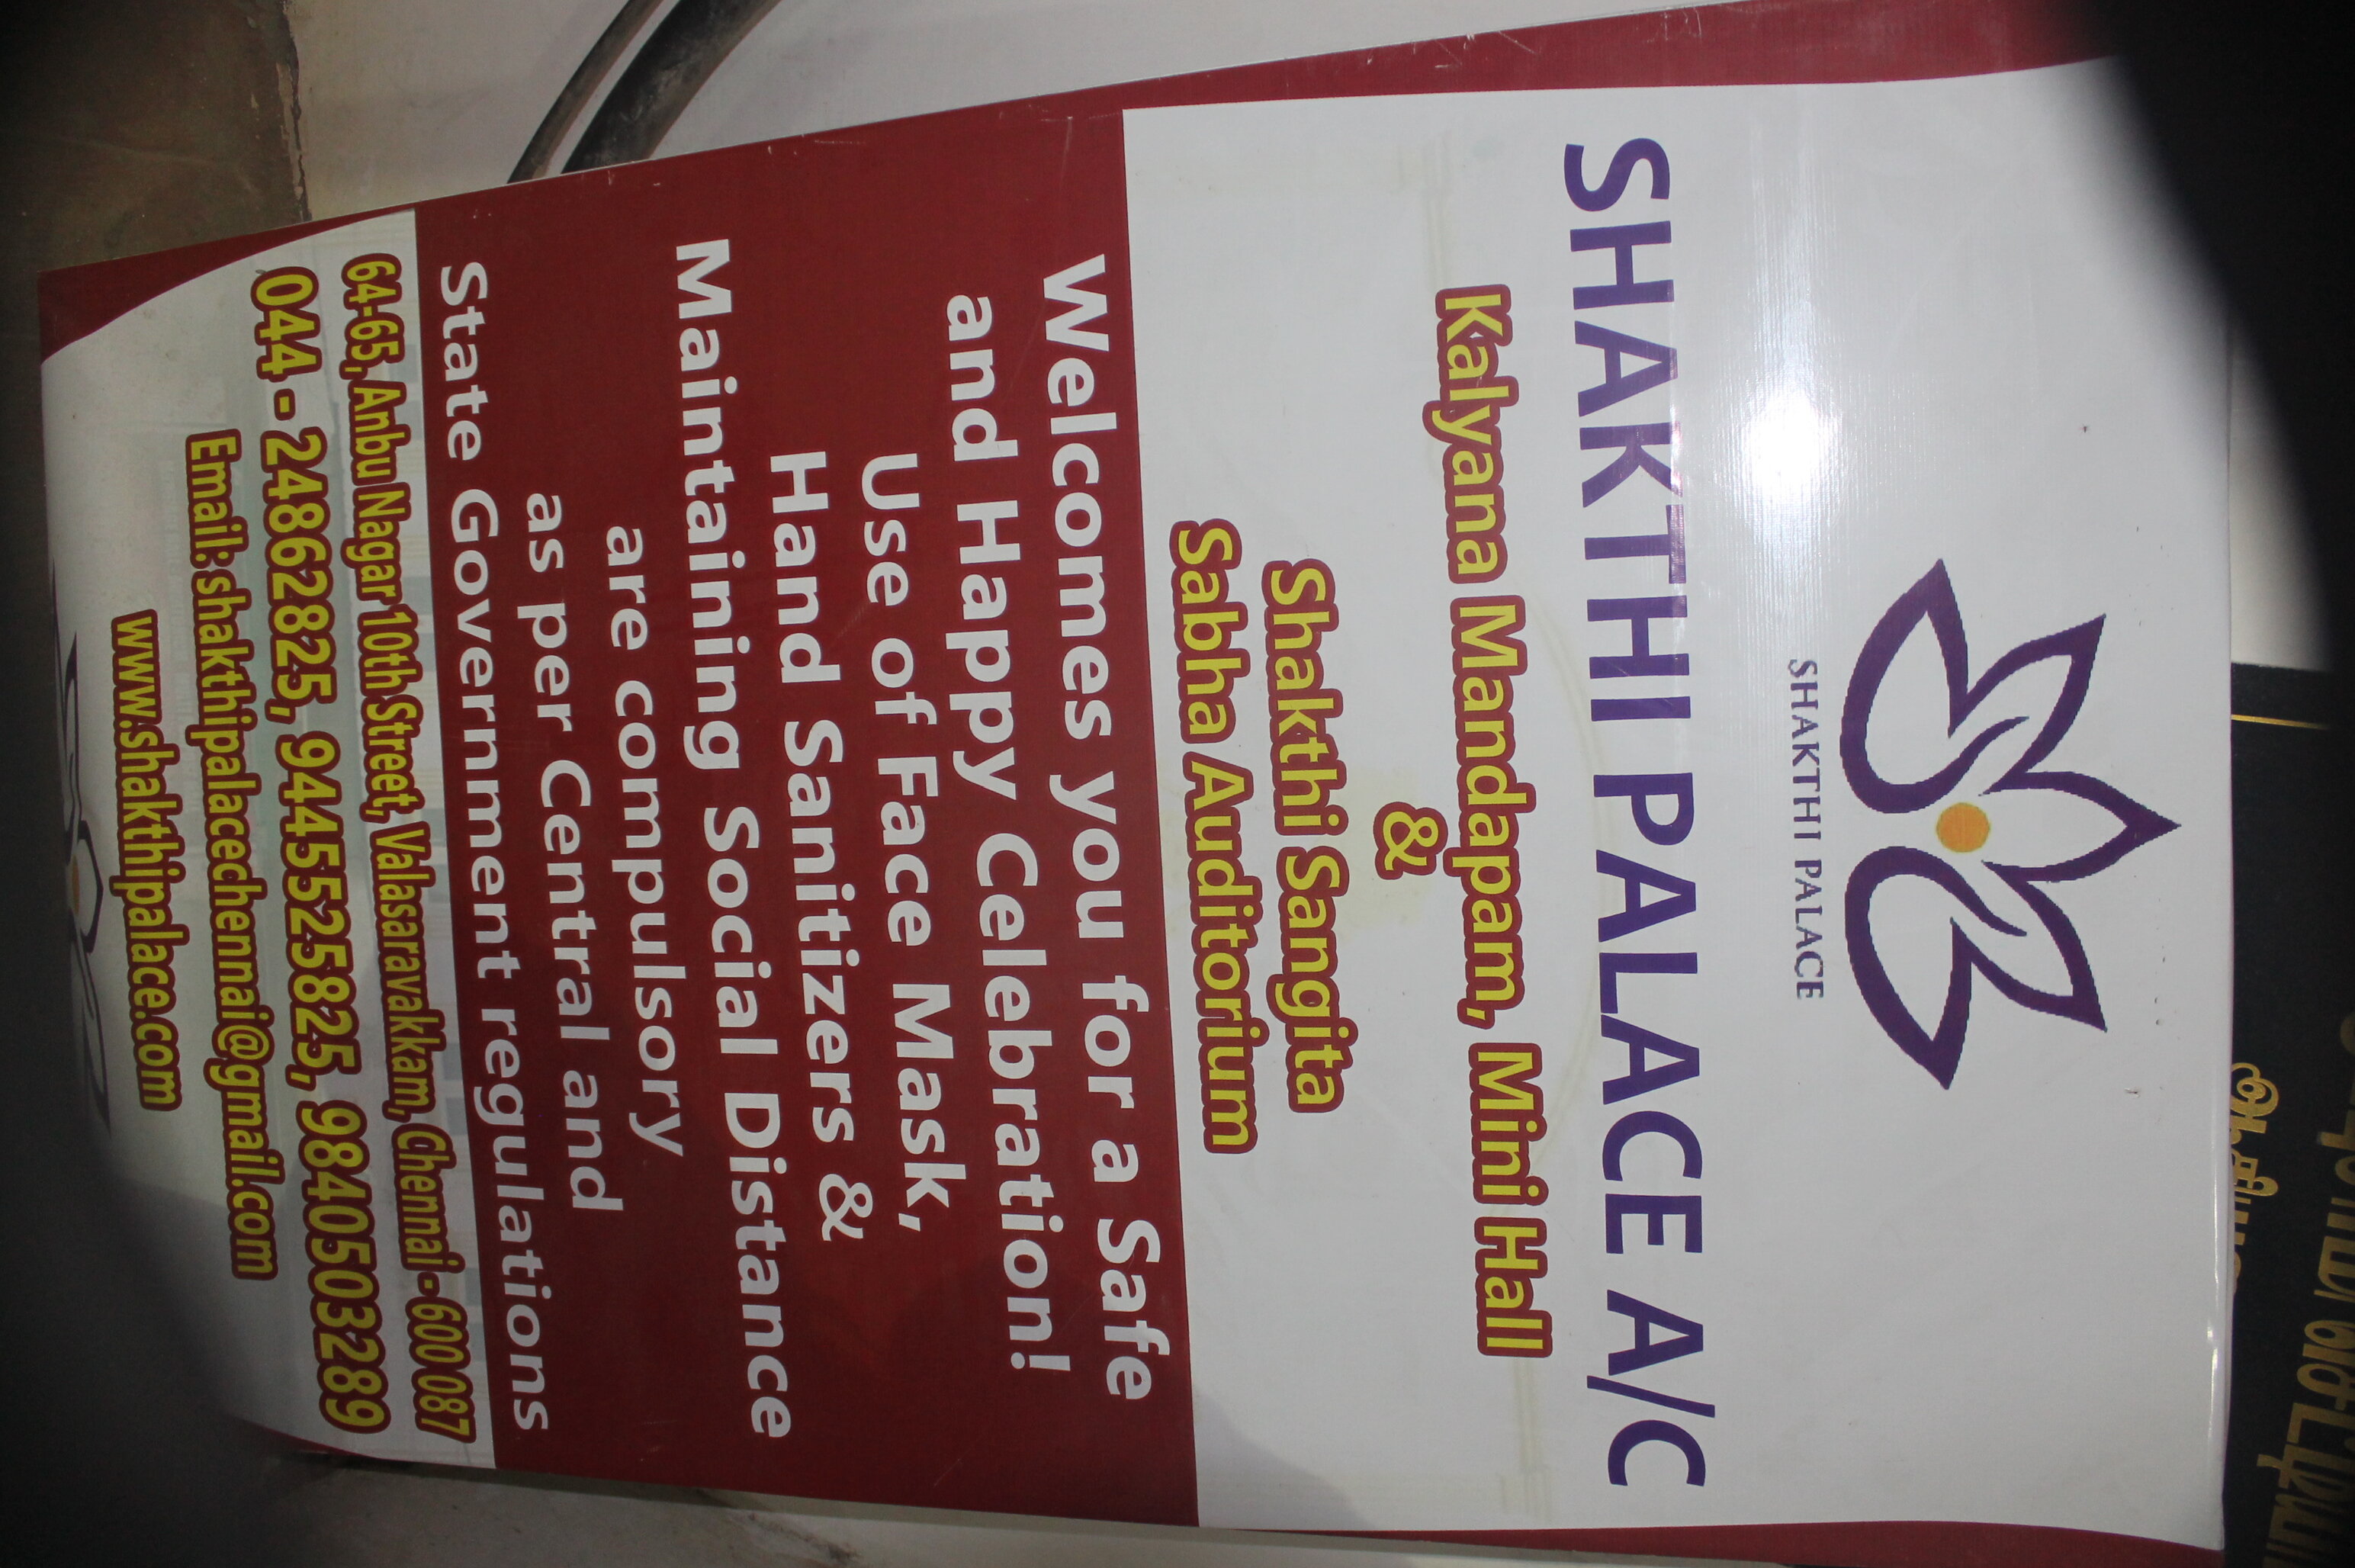 ஆசியுடன்
SHAKTHI PALACE
SHAKTHI PALACE A/C
Kalyana Mandapam, Mini Hall
&
Shakthi Sangita
Sabha Auditorium
Welcomes you for a Safe
and Happy Celebration!
Use of Face Mask,
Hand Sanitizers &
Maintaining Social Distance
are compulsory
as per Central and
State Government regulations
64-65, Anbu Nagar 10th Street, Valasaravakkam, Chennai - 600 087
044 - 24862825, 9445525825, 9840503289
Email: shakthipalacechennai@gmail.com
www.shakthipalace.com